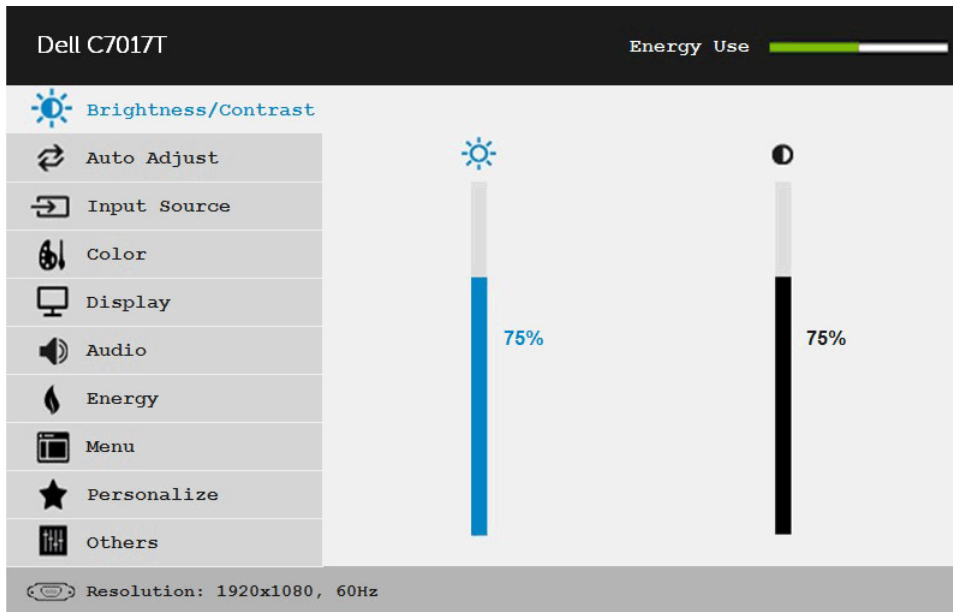 Dell C7017T
Energy Use
Brightness/Contrast
Auto Adjust
Input Source
Color
Display
Audio
Energy
Menu
Personalize
Others
75%
75%
Resolution: 1920x1080, 60Hz